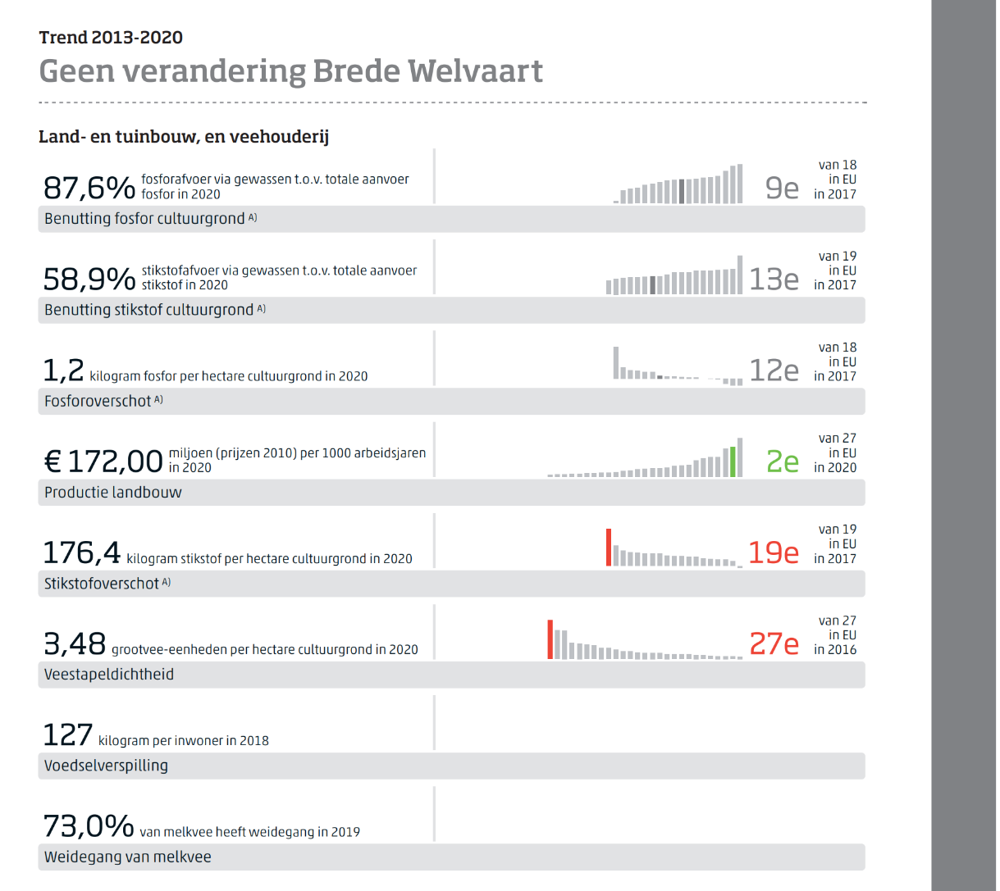 Trend 2013-2020
Geen verandering Brede Welvaart
Land- en tuinbouw, en veehouderij
87,6% fosforafvoer via gewassen t.o.v. totale aanvoer
fosfor in 2020
9e
van 18
in EU
in 2017
Benutting fosfor cultuurgrond A)
58,9% stikstofafvoer via gewassen t.o.v. totale aanvoer
stikstof in 2020
13e
van 19
in EU
in 2017
Benutting stikstof cultuurgrond A)
1,2 kilogram fosfor per hectare cultuurgrond in 2020
12e
van 18
in EU
in 2017
Fosforoverschot A)
€ 172,00 miljoen (prijzen 2010) per 1000 arbeidsjaren
in 2020
2e
van 27
in EU
in 2020
Productie landbouw
176,4 kilogram stikstof per hectare cultuurgrond in 2020
19e
van 19
in EU
in 2017
Stikstofoverschot A)
3,48 grootvee-eenheden per hectare cultuurgrond in 2020
27e
van 27
in EU
in 2016
Veestapeldichtheid
127 kilogram per inwoner in 2018
Voedselverspilling
73,0% van melkvee heeft weidegang in 2019
Weidegang van melkvee